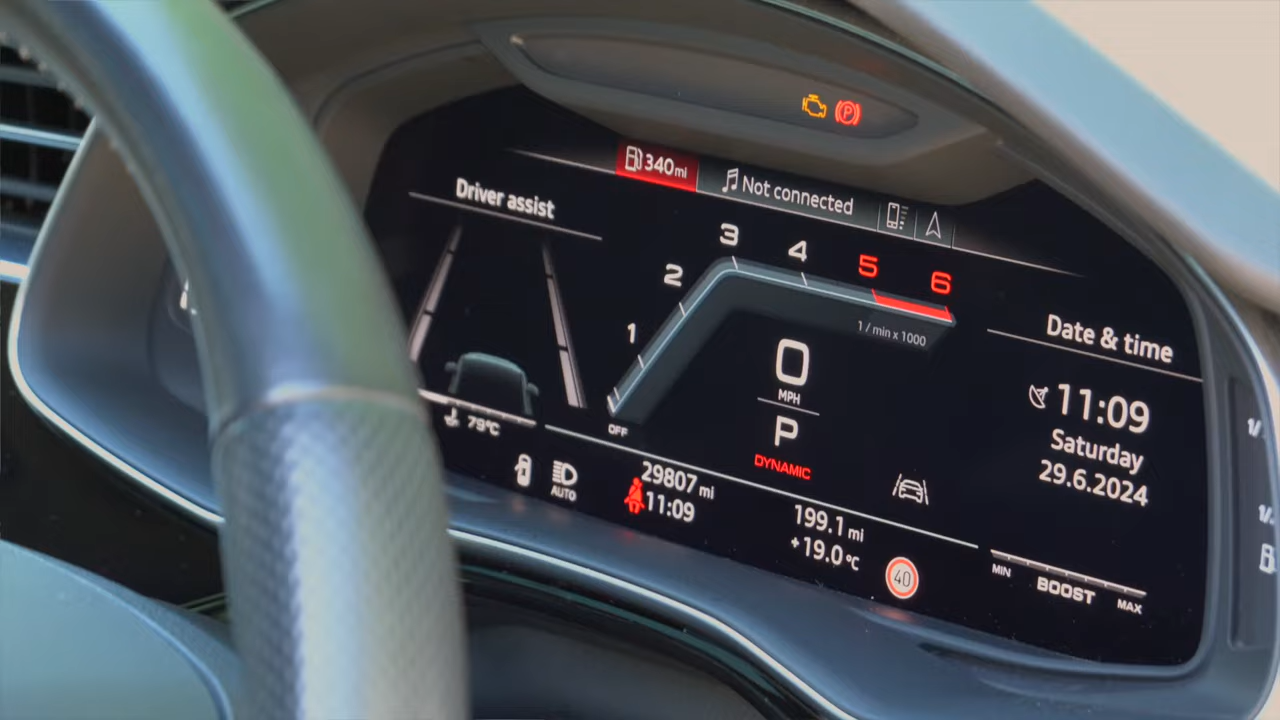 P
340 mi
Not connected
Driver assist
1
2
3
4
5
6
1 / min x 1000
OFF
0
MPH
P
DYNAMIC
Date & time
11:09
Saturday
29.6.2024
79°C
AUTO
29807 mi
11:09
199.1 mi
+19.0 °C
40
MIN
BOOST
MAX
1/
1/